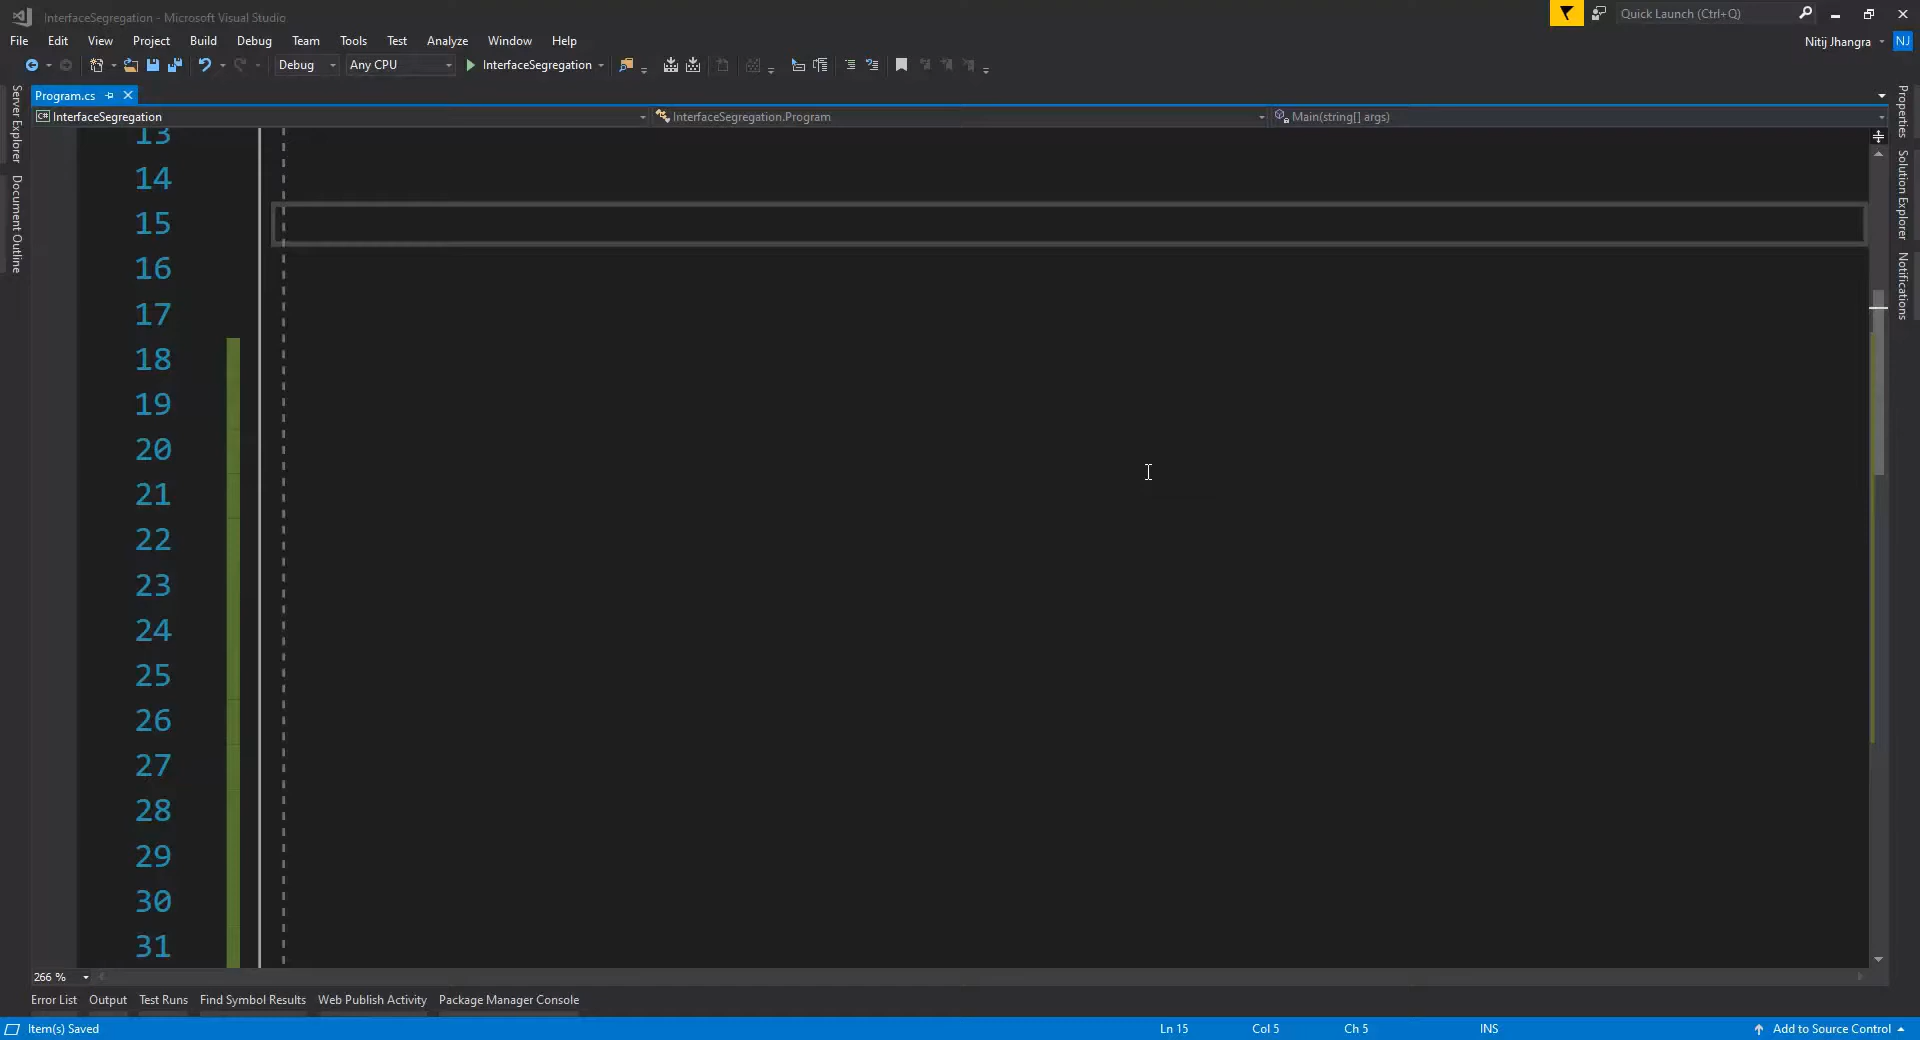 InterfaceSegregation - Microsoft Visual Studio
Quick Launch (Ctrl+Q)
File Edit View Project Build Debug Team Tools Test Analyze Window Help
Nitij Jhangra NJ
Debug Any CPU InterfaceSegregation
Program.cs
C# InterfaceSegregation InterfaceSegregation.Program Main(string[] args)
Server Explorer
Document Outline
Properties
Solution Explorer
Notifications
13
14
15
16
17
18
19
20
21
22
23
24
25
26
27
28
29
30
31
266 %
Error List Output Test Runs Find Symbol Results Web Publish Activity Package Manager Console
Item(s) Saved Ln 15 Col 5 Ch 5 INS Add to Source Control